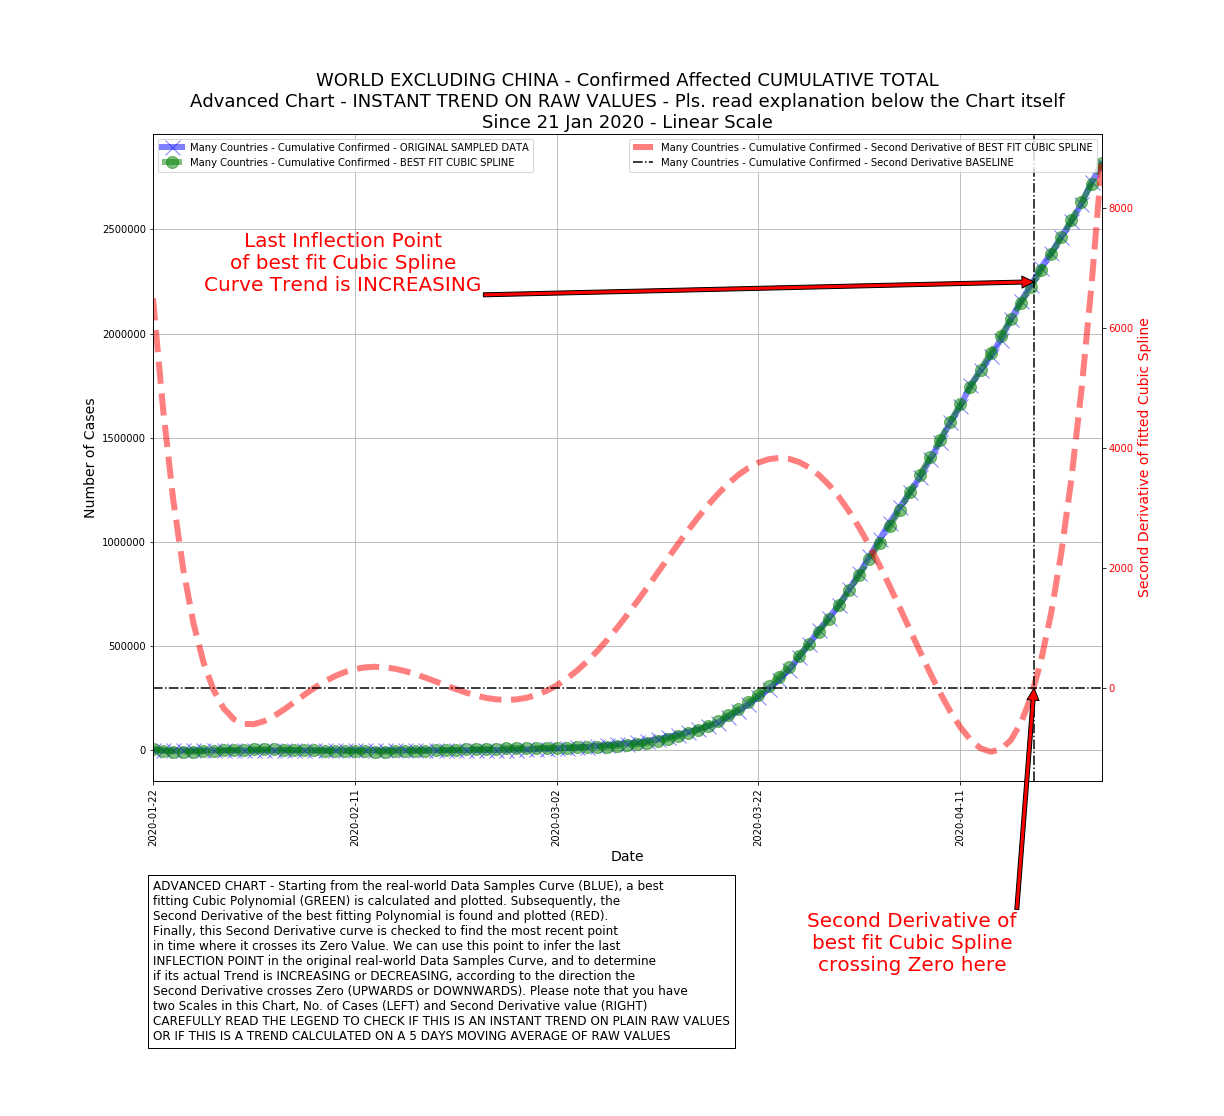 WORLD EXCLUDING CHINA - Confirmed Affected CUMULATIVE TOTAL
Advanced Chart - INSTANT TREND ON RAW VALUES - Pls. read explanation below the Chart itself
Since 21 Jan 2020 - Linear Scale
Many Countries - Cumulative Confirmed - ORIGINAL SAMPLED DATA
Many Countries - Cumulative Confirmed - BEST FIT CUBIC SPLINE
Many Countries - Cumulative Confirmed - Second Derivative of BEST FIT CUBIC SPLINE
Many Countries - Cumulative Confirmed - Second Derivative BASELINE
Last Inflection Point
of best fit Cubic Spline
Curve Trend is INCREASING
Number of Cases
2500000
2000000
1500000
1000000
500000
0
8000
6000
4000
2000
0
Second Derivative of fitted Cubic Spline
2020-01-22
2020-02-11
2020-03-02
2020-03-22
2020-04-11
Date
ADVANCED CHART - Starting from the real-world Data Samples Curve (BLUE), a best
fitting Cubic Polynomial (GREEN) is calculated and plotted. Subsequently, the
Second Derivative of the best fitting Polynomial is found and plotted (RED).
Finally, this Second Derivative curve is checked to find the most recent point
in time where it crosses its Zero Value. We can use this point to infer the last
INFLECTION POINT in the original real-world Data Samples Curve, and to determine
if its actual Trend is INCREASING or DECREASING, according to the direction the
Second Derivative crosses Zero (UPWARDS or DOWNWARDS). Please note that you have
two Scales in this Chart, No. of Cases (LEFT) and Second Derivative value (RIGHT)
CAREFULLY READ THE LEGEND TO CHECK IF THIS IS AN INSTANT TREND ON PLAIN RAW VALUES
OR IF THIS IS A TREND CALCULATED ON A 5 DAYS MOVING AVERAGE OF RAW VALUES
Second Derivative of
best fit Cubic Spline
crossing Zero here